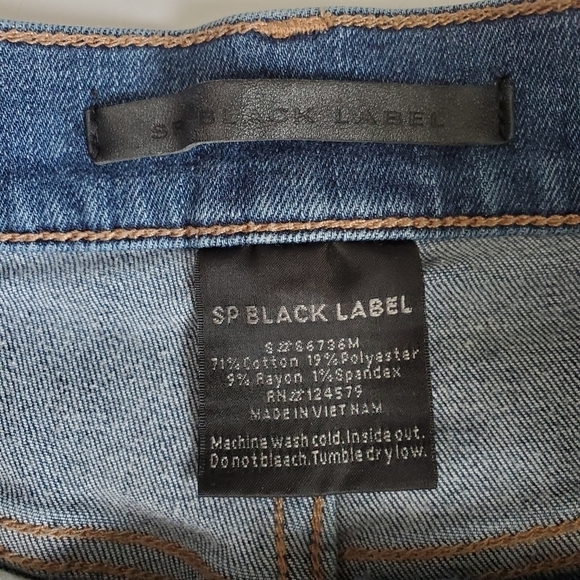 SP BLACK LABEL
SP BLACK LABEL
S#S6736M
71% Cotton 19% Polyester
9% Rayon 1% Spandex
RN#124579
MADE IN VIET NAM
Machine wash cold. Inside out.
Do not bleach. Tumble dry low.